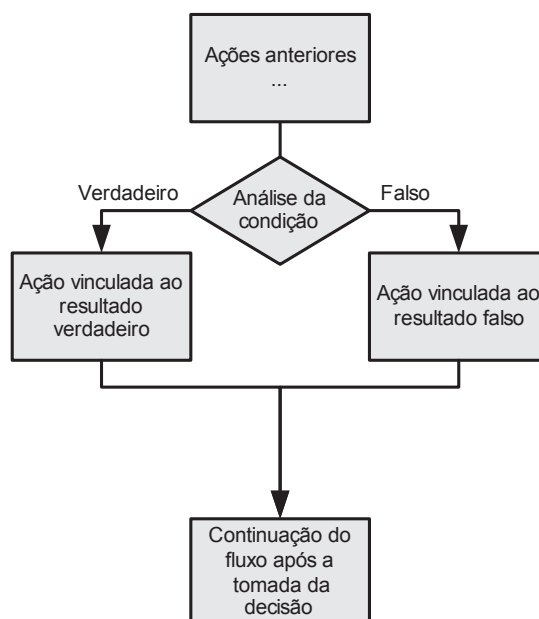 Ações anteriores
...
Verdadeiro
Análise da
condição
Falso
Ação vinculada ao
resultado
verdadeiro
Ação vinculada ao
resultado falso
Continuação do
fluxo após a
tomada da
decisão